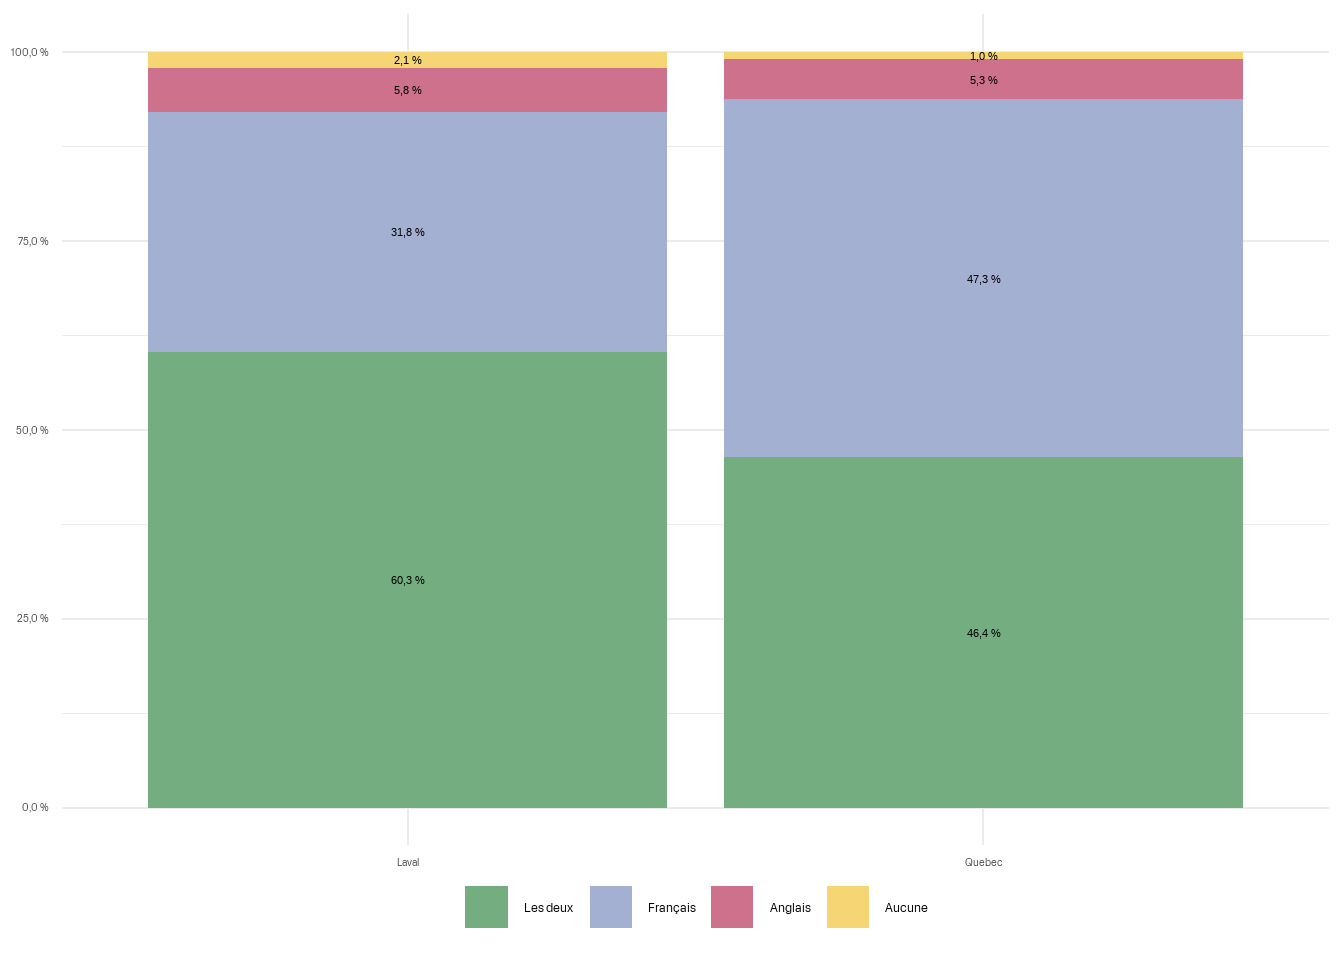 100,0 %
2,1 %
1,0 %
5,3 %
5,8 %
31,8 %
75,0 %
47,3 %
50,0 %
60,3 %
25,0 %
46,4 %
0,0 %
Laval
Quebec
Les deux
Français
Anglais
Aucune